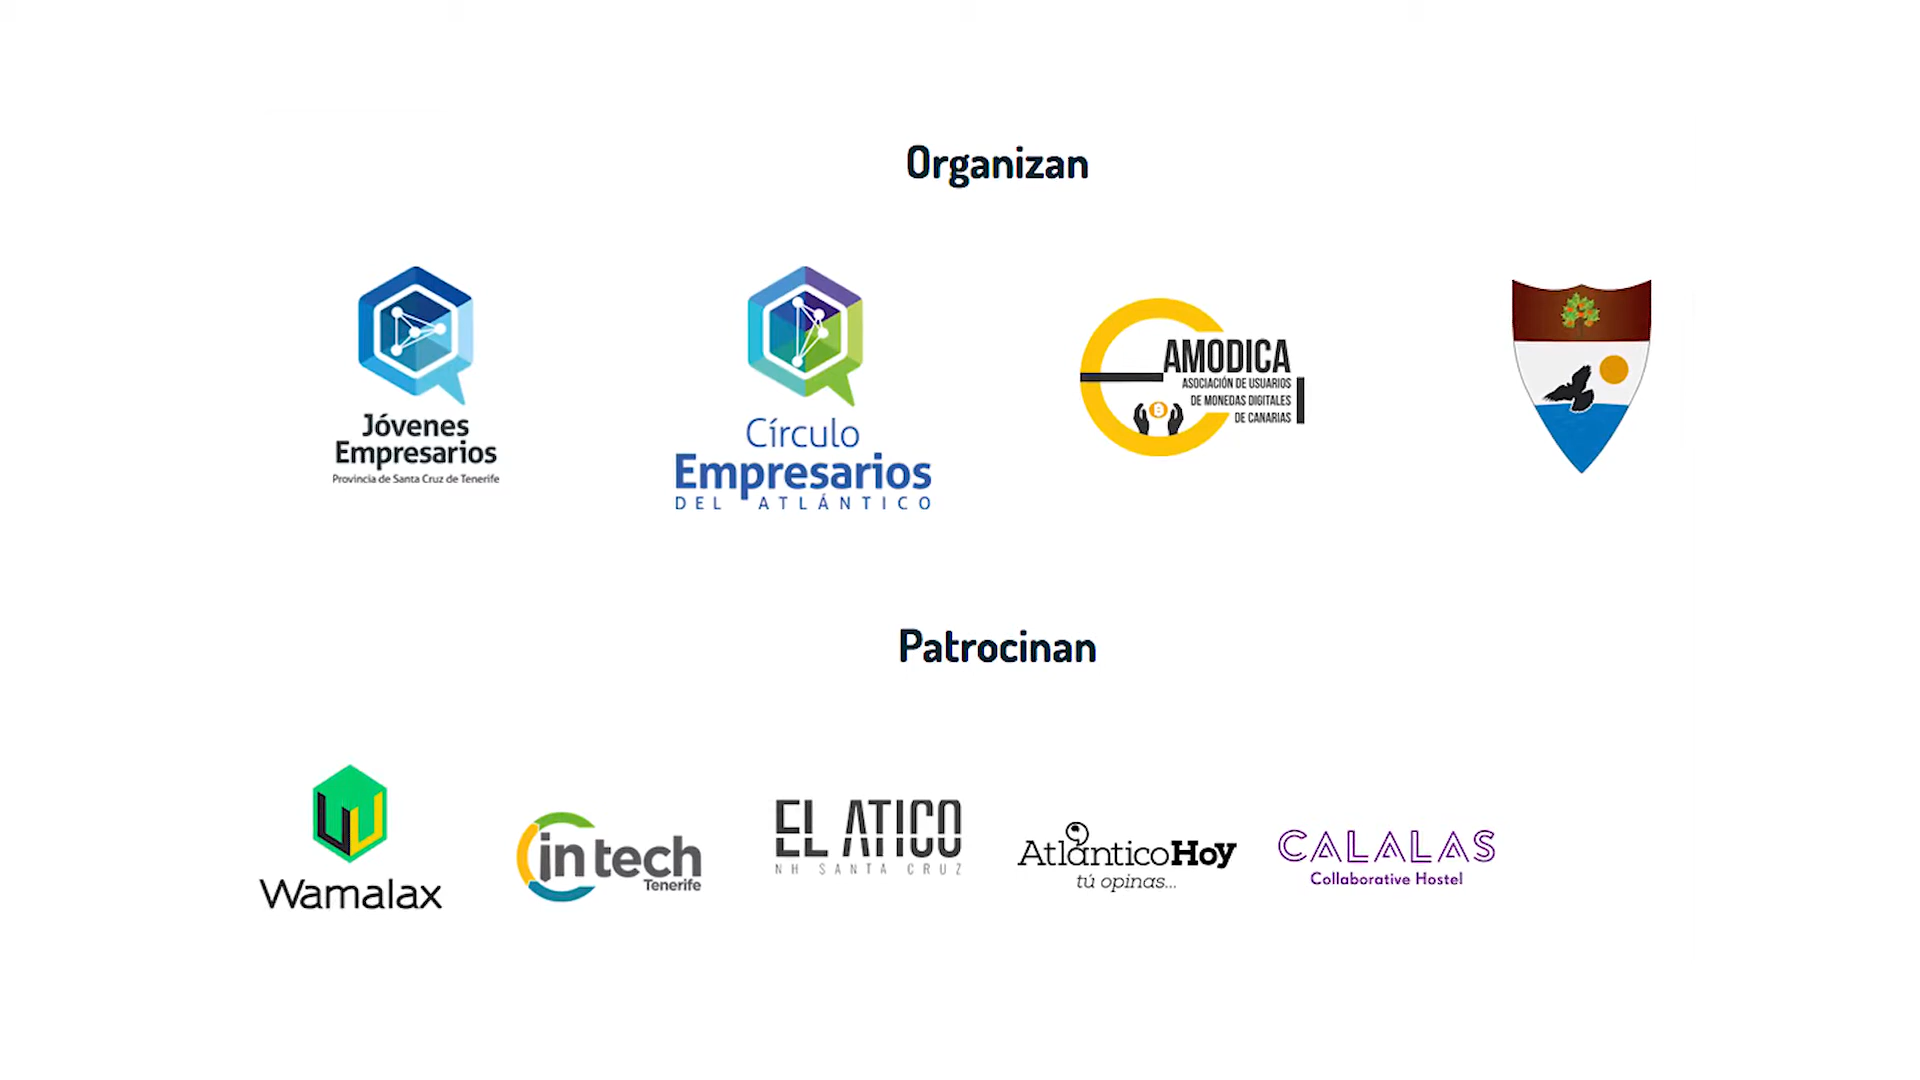 Organizan
Jóvenes
Empresarios
Provincia de Santa Cruz de Tenerife
Círculo
Empresarios
DEL ATLÁNTICO
AMODICA
ASOCIACIÓN DE USUARIOS
DE MONEDAS DIGITALES
DE CANARIAS
Patrocinan
Wamalax
in tech
Tenerife
EL ATICO
NH SANTA CRUZ
AtlánticoHoy
tú opinas...
CALALAS
Collaborative Hostel